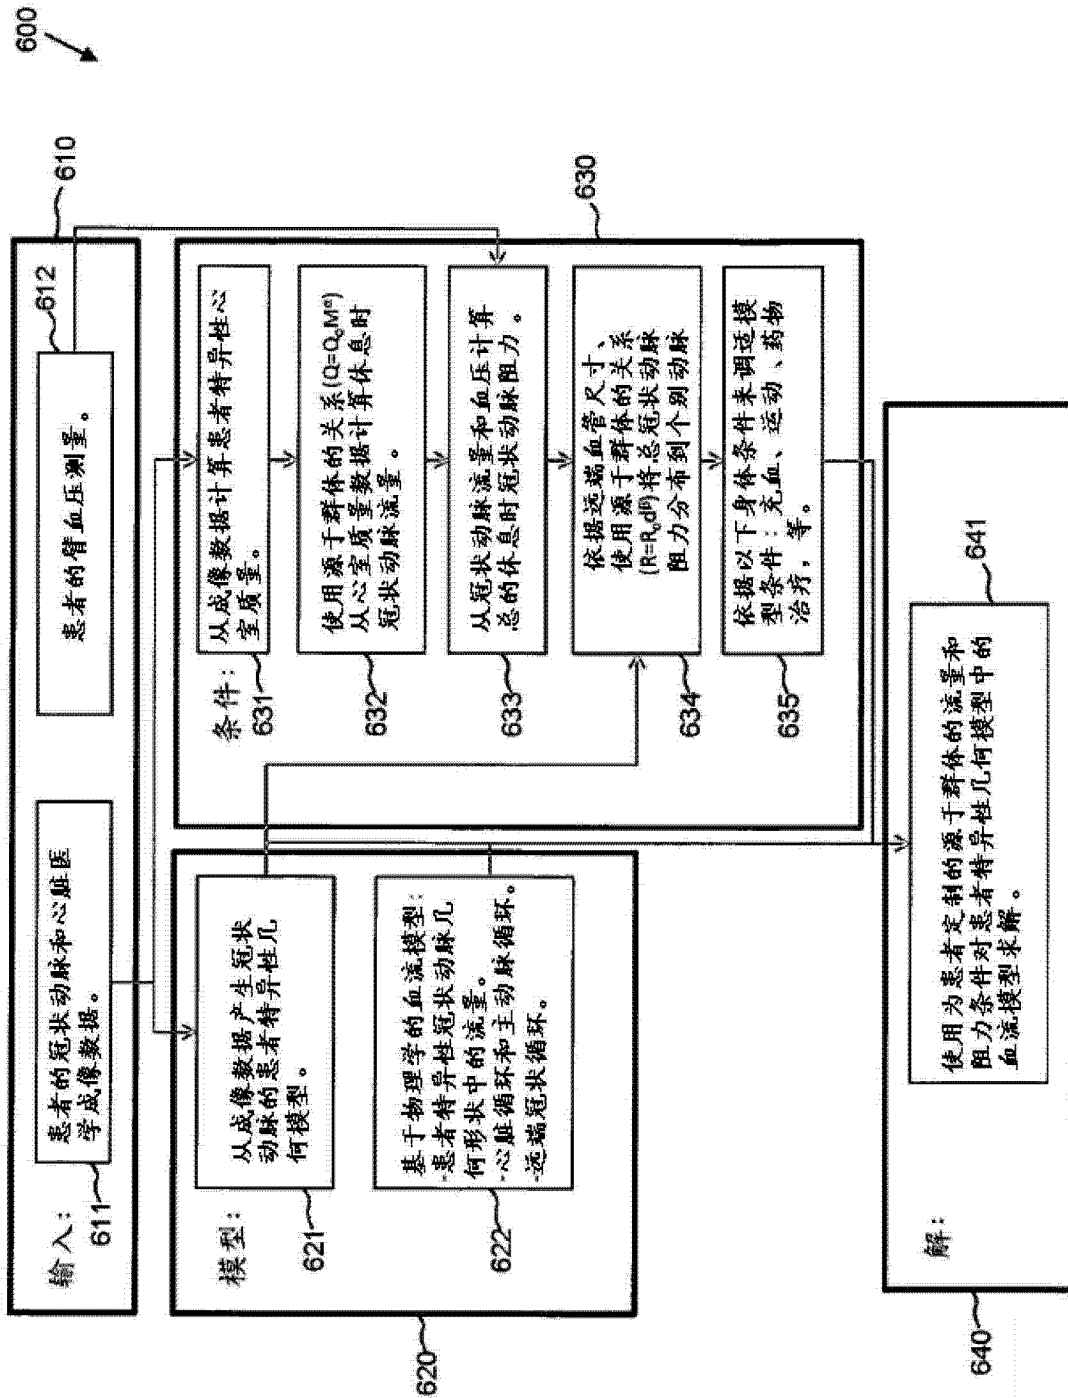 600
610
输入:
611
患者的冠状动脉和心脏医
学成像数据。
612
患者的臂血压测量。
620
模型:
621
从成像数据产生冠状
动脉的患者特异性几
何模型。
622
基于物理学的血流模型:
-患者特异性冠状动脉几
何形状中的流量。
-心脏循环和主动脉循环。
-远端冠状循环。
630
条件:
631
从成像数据计算患者特异性心
室质量。
632
使用源于群体的关系(Q=Q₀Mᵅ)
从心室质量数据计算休息时
冠状动脉流量。
633
从冠状动脉流量和血压计算
总的休息时冠状动脉阻力。
634
依据远端血管尺寸、
使用源于群体的关系
(R=R₀dᵝ)将总冠状动脉
阻力分布到个别动脉
635
依据以下身体条件来调适模
型条件:充血、运动、药物
治疗,等。
640
解:
641
使用为患者定制的源于群体的流量和
阻力条件对患者特异性几何模型中的
血流模型求解。